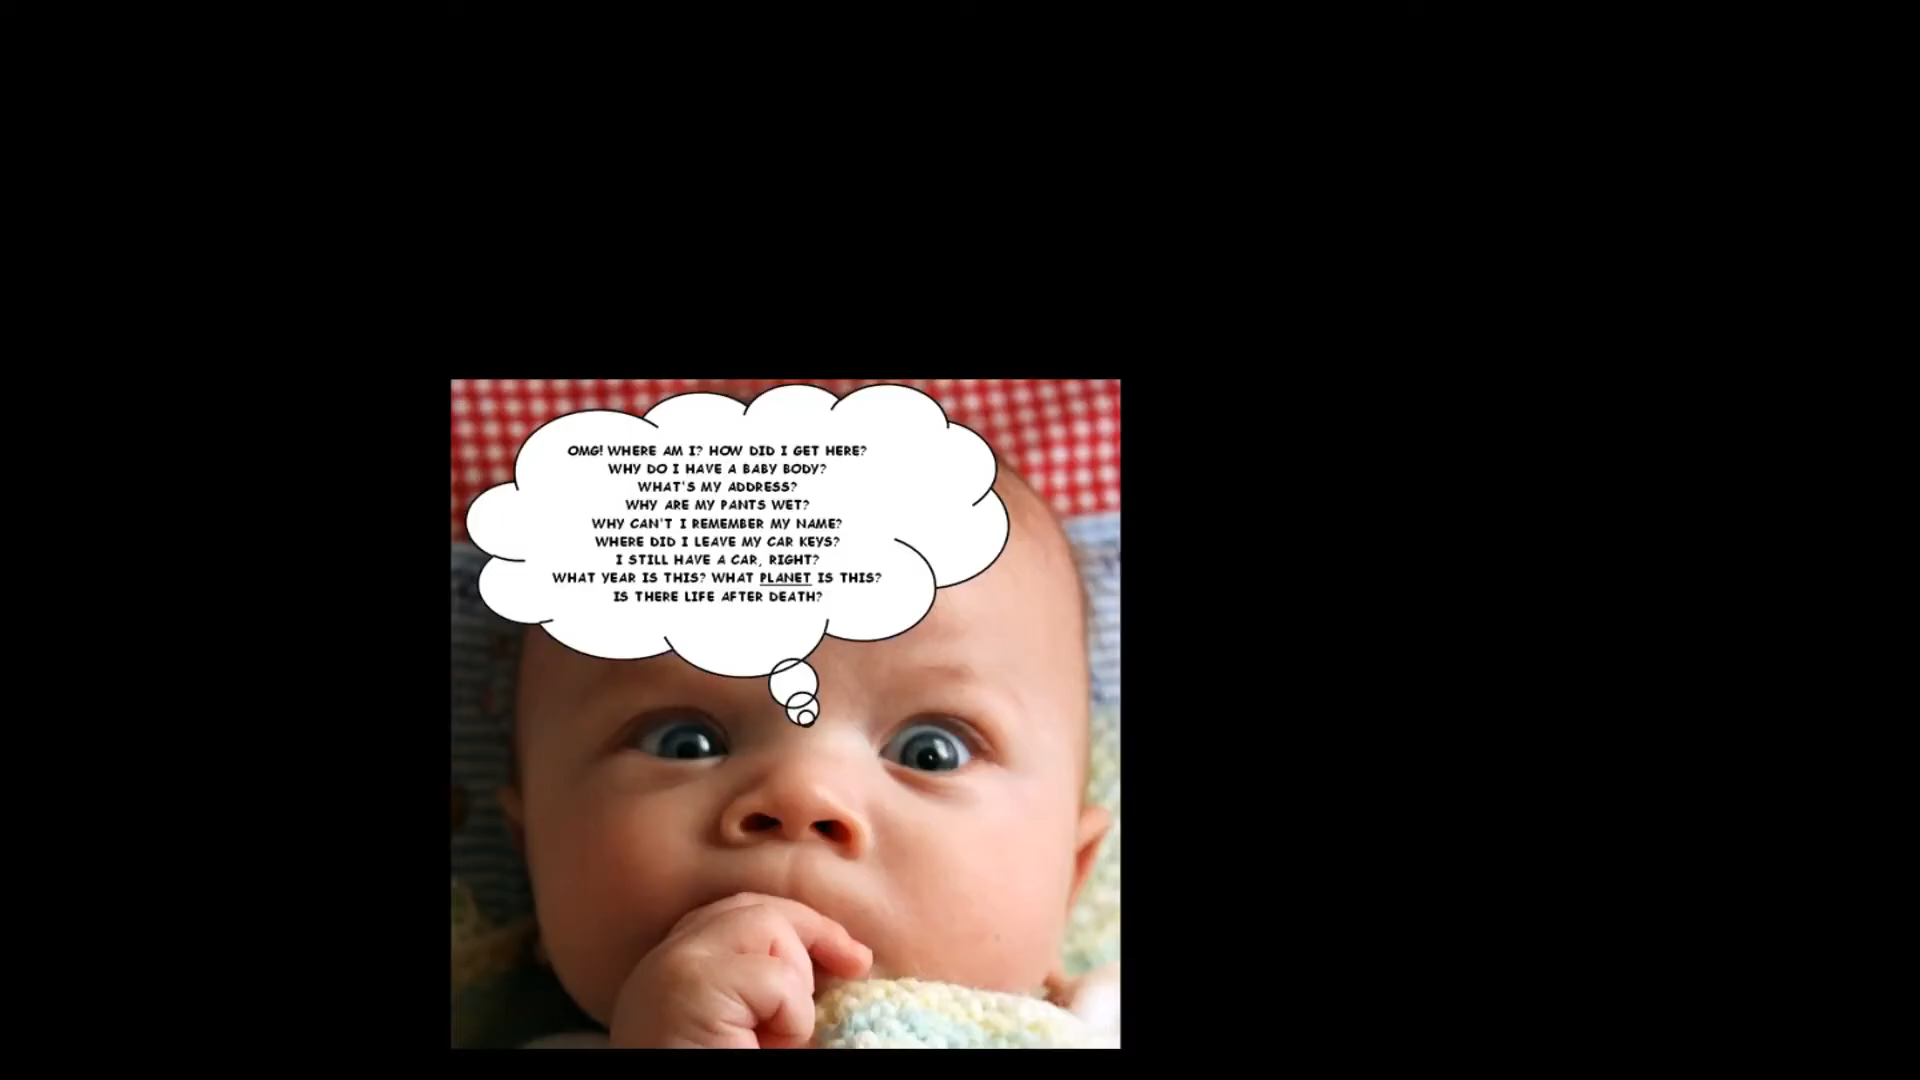 OMG! WHERE AM I? HOW DID I GET HERE?
WHY DO I HAVE A BABY BODY?
WHAT'S MY ADDRESS?
WHY ARE MY PANTS WET?
WHY CAN'T I REMEMBER MY NAME?
WHERE DID I LEAVE MY CAR KEYS?
I STILL HAVE A CAR, RIGHT?
WHAT YEAR IS THIS? WHAT PLANET IS THIS?
IS THERE LIFE AFTER DEATH?